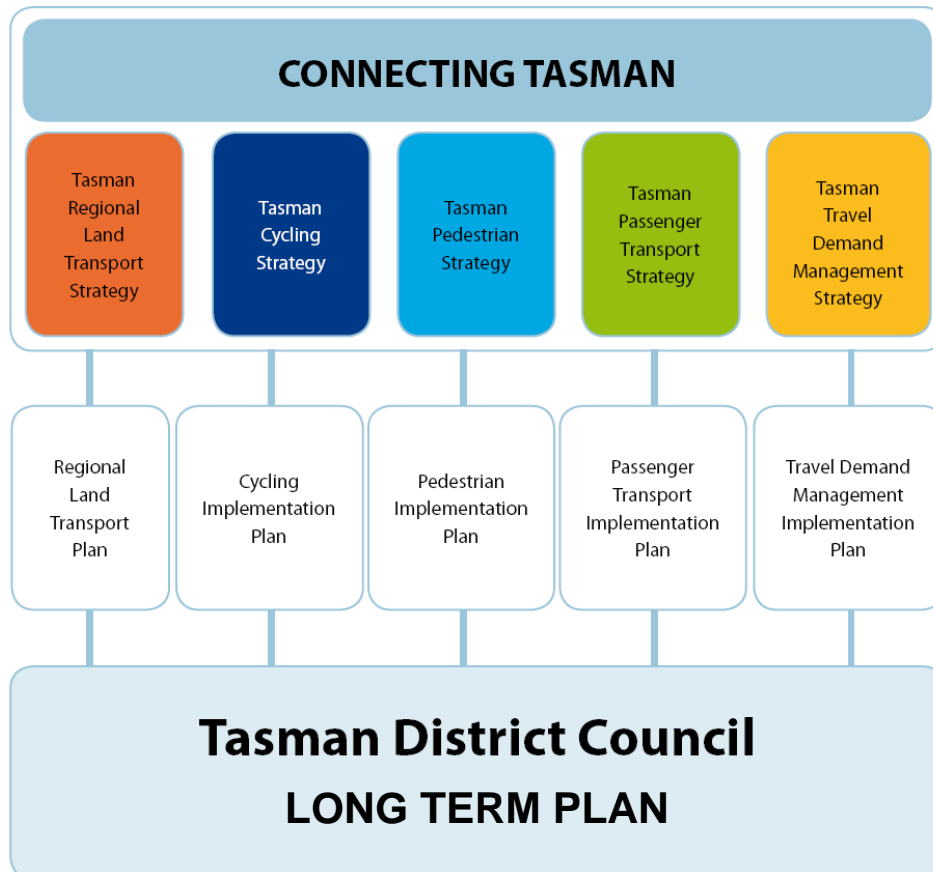 CONNECTING TASMAN
Tasman
Regional
Land
Transport
Strategy
Tasman
Cycling
Strategy
Tasman
Pedestrian
Strategy
Tasman
Passenger
Transport
Strategy
Tasman
Travel
Demand
Management
Strategy
Regional
Land
Transport
Plan
Cycling
Implementation
Plan
Pedestrian
Implementation
Plan
Passenger
Transport
Implementation
Plan
Travel Demand
Management
Implementation
Plan
Tasman District Council
LONG TERM PLAN